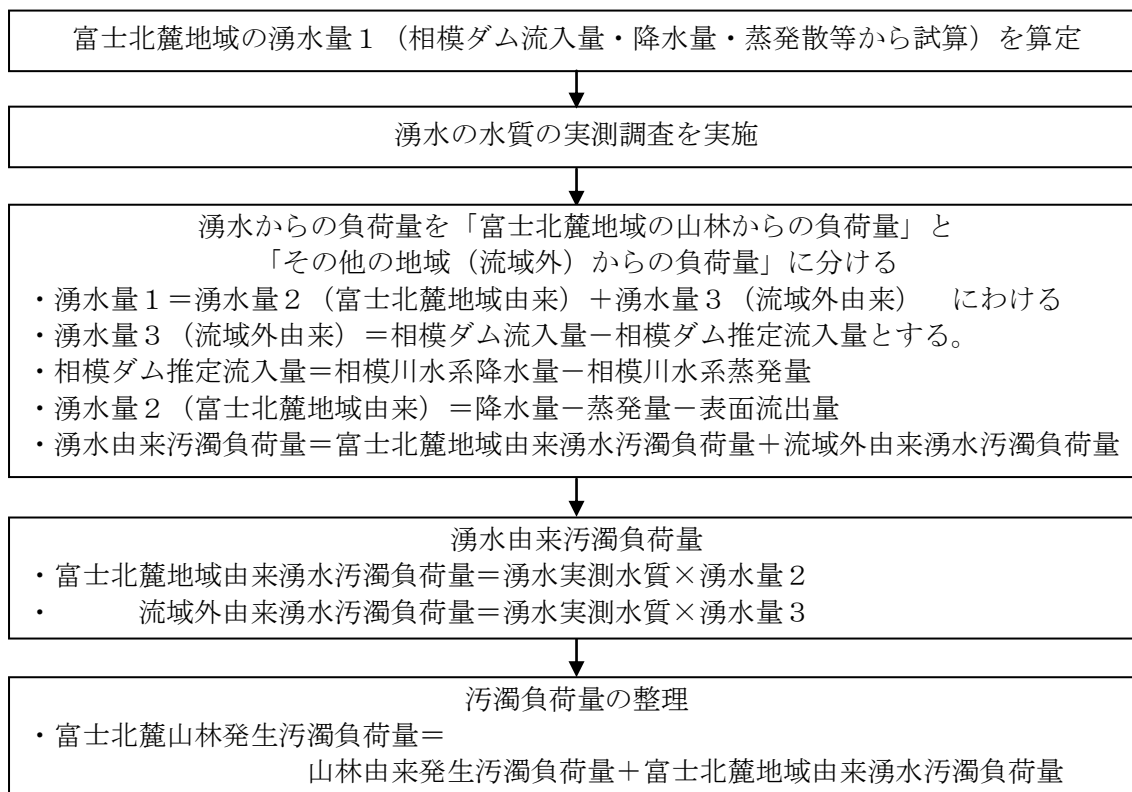 富士北麓地域の湧水量１（相模ダム流入量・降水量・蒸発散等から試算）を算定
湧水の水質の実測調査を実施
湧水からの負荷量を「富士北麓地域の山林からの負荷量」と
「その他の地域（流域外）からの負荷量」に分ける
・湧水量１＝湧水量２（富士北麓地域由来）＋湧水量３（流域外由来）　にわける
・湧水量３（流域外由来）＝相模ダム流入量－相模ダム推定流入量とする。
・相模ダム推定流入量＝相模川水系降水量－相模川水系蒸発量
・湧水量２（富士北麓地域由来）＝降水量－蒸発量－表面流出量
・湧水由来汚濁負荷量＝富士北麓地域由来湧水汚濁負荷量＋流域外由来湧水汚濁負荷量
湧水由来汚濁負荷量
・富士北麓地域由来湧水汚濁負荷量＝湧水実測水質×湧水量２
・　　　流域外由来湧水汚濁負荷量＝湧水実測水質×湧水量３
汚濁負荷量の整理
・富士北麓山林発生汚濁負荷量＝
山林由来発生汚濁負荷量＋富士北麓地域由来湧水汚濁負荷量